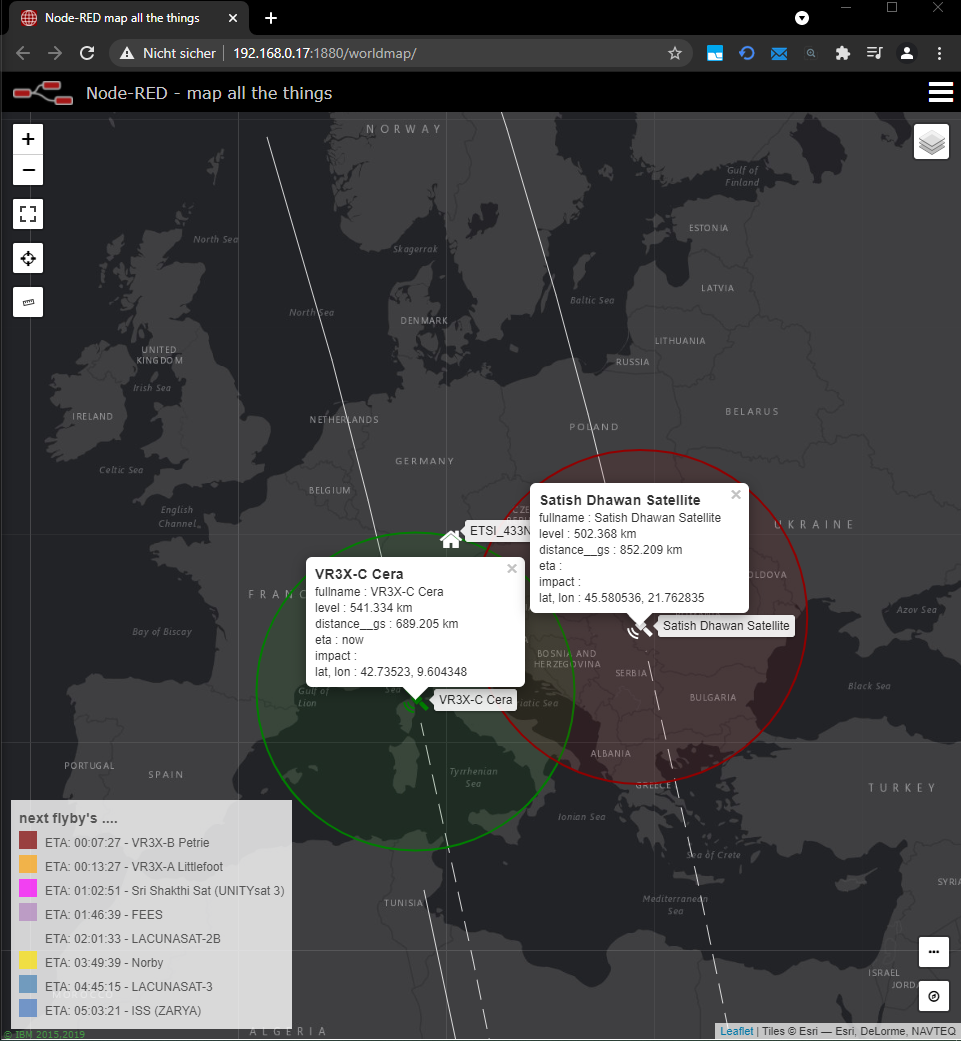 Node-RED map all the things
Nicht sicher
192.168.0.17:1880/worldmap/
Node-RED - map all the things
NORWAY
Gulf of
Finland
North Sea
ESTONIA
Skagerrak
LATVIA
Baltic Sea
North Sea
DENMARK
LITHUANIA
UNITED
KINGDOM
RUSSIA
Irish Sea
BELARUS
IRELAND
NETHERLANDS
POLAND
GERMANY
Celtic Sea
BELGIUM
English
Channel
UKRAINE
ETSI_433
Satish Dhawan Satellite
fullname : Satish Dhawan Satellite
level : 502.368 km
distance__gs : 852.209 km
eta :
impact :
lat, lon : 45.580536, 21.762835
VR3X-C Cera
fullname : VR3X-C Cera
level : 541.334 km
distance__gs : 689.205 km
eta : now
impact :
lat, lon : 42.73523, 9.604348
Azov Sea
Bay of Biscay
Satish Dhawan Satellite
BOSNIA AND
HERZEGOVINA
SERBIA
Black Sea
Gulf of
Lion
Sea
VR3X-C Cera
BULGARIA
ALBANIA
PORTUGAL
SPAIN
Tyrrhenian
Sea
GREECE
TURKEY
Ionian Sea
Sea of Crete
TUNISIA
Mediterranean
Sea
next flyby's ....
ETA: 00:07:27 - VR3X-B Petrie
ETA: 00:13:27 - VR3X-A Littlefoot
ETA: 01:02:51 - Sri Shakthi Sat (UNITYsat 3)
ETA: 01:46:39 - FEES
ETA: 02:01:33 - LACUNASAT-2B
ETA: 03:49:39 - Norby
ETA: 04:45:15 - LACUNASAT-3
ETA: 05:03:21 - ISS (ZARYA)
ISRAEL
ALGERIA
© IBM 2015,2019
Leaflet | Tiles © Esri — Esri, DeLorme, NAVTEQ